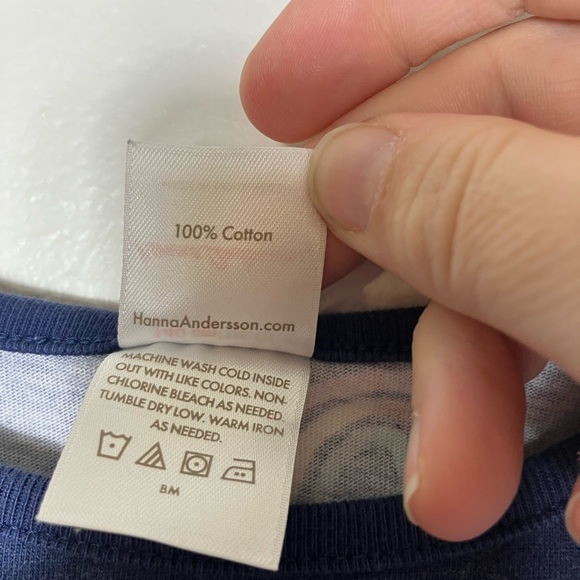 100% Cotton
HannaAndersson.com
MACHINE WASH COLD INSIDE
OUT WITH LIKE COLORS. NON-
CHLORINE BLEACH AS NEEDED.
TUMBLE DRY LOW. WARM IRON
AS NEEDED.
BM